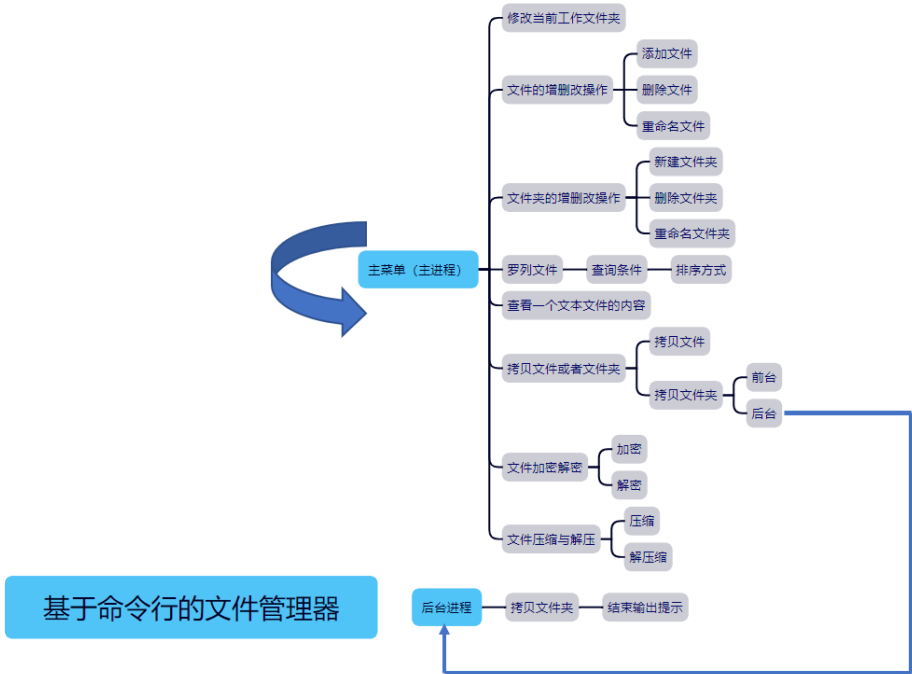 修改当前工作文件夹
文件的增删改操作
添加文件
删除文件
重命名文件
文件夹的增删改操作
新建文件夹
删除文件夹
重命名文件夹
主菜单（主进程）
罗列文件
查询条件
排序方式
查看一个文本文件的内容
拷贝文件或者文件夹
拷贝文件
拷贝文件夹
前台
后台
文件加密解密
加密
解密
文件压缩与解压
压缩
解压缩
基于命令行的文件管理器
后台进程
拷贝文件夹
结束输出提示